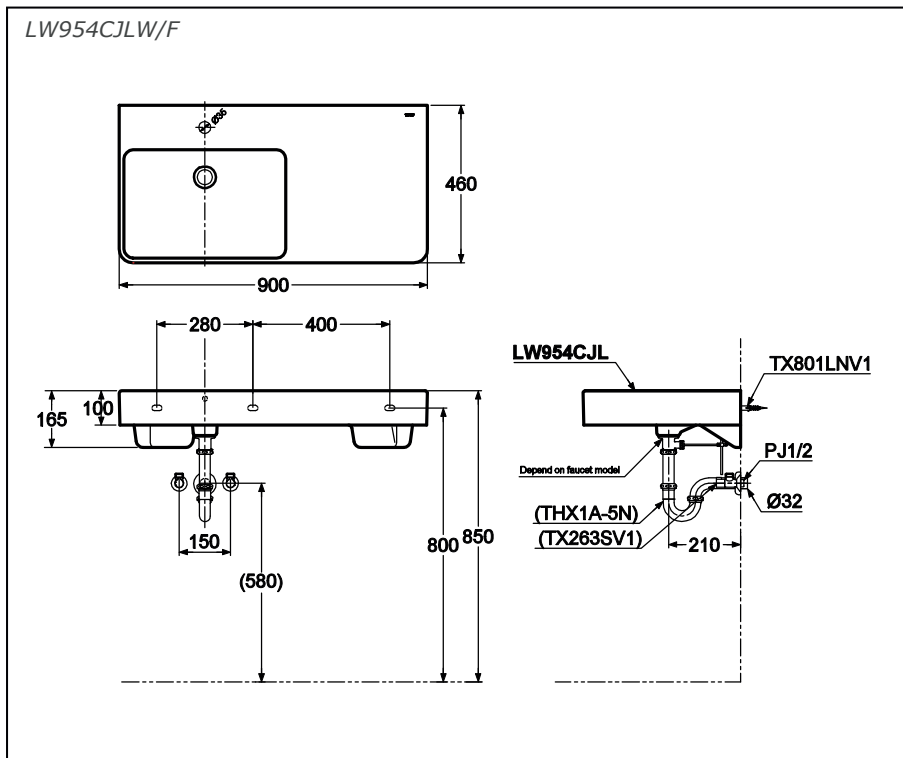 LW954CJLW/F
Ø35
460
900
280
400
165
100
150
(580)
800
850
LW954CJL
TX801LNV1
PJ1/2
Depend on faucet model
Ø32
(THX1A-5N)
(TX263SV1)
210